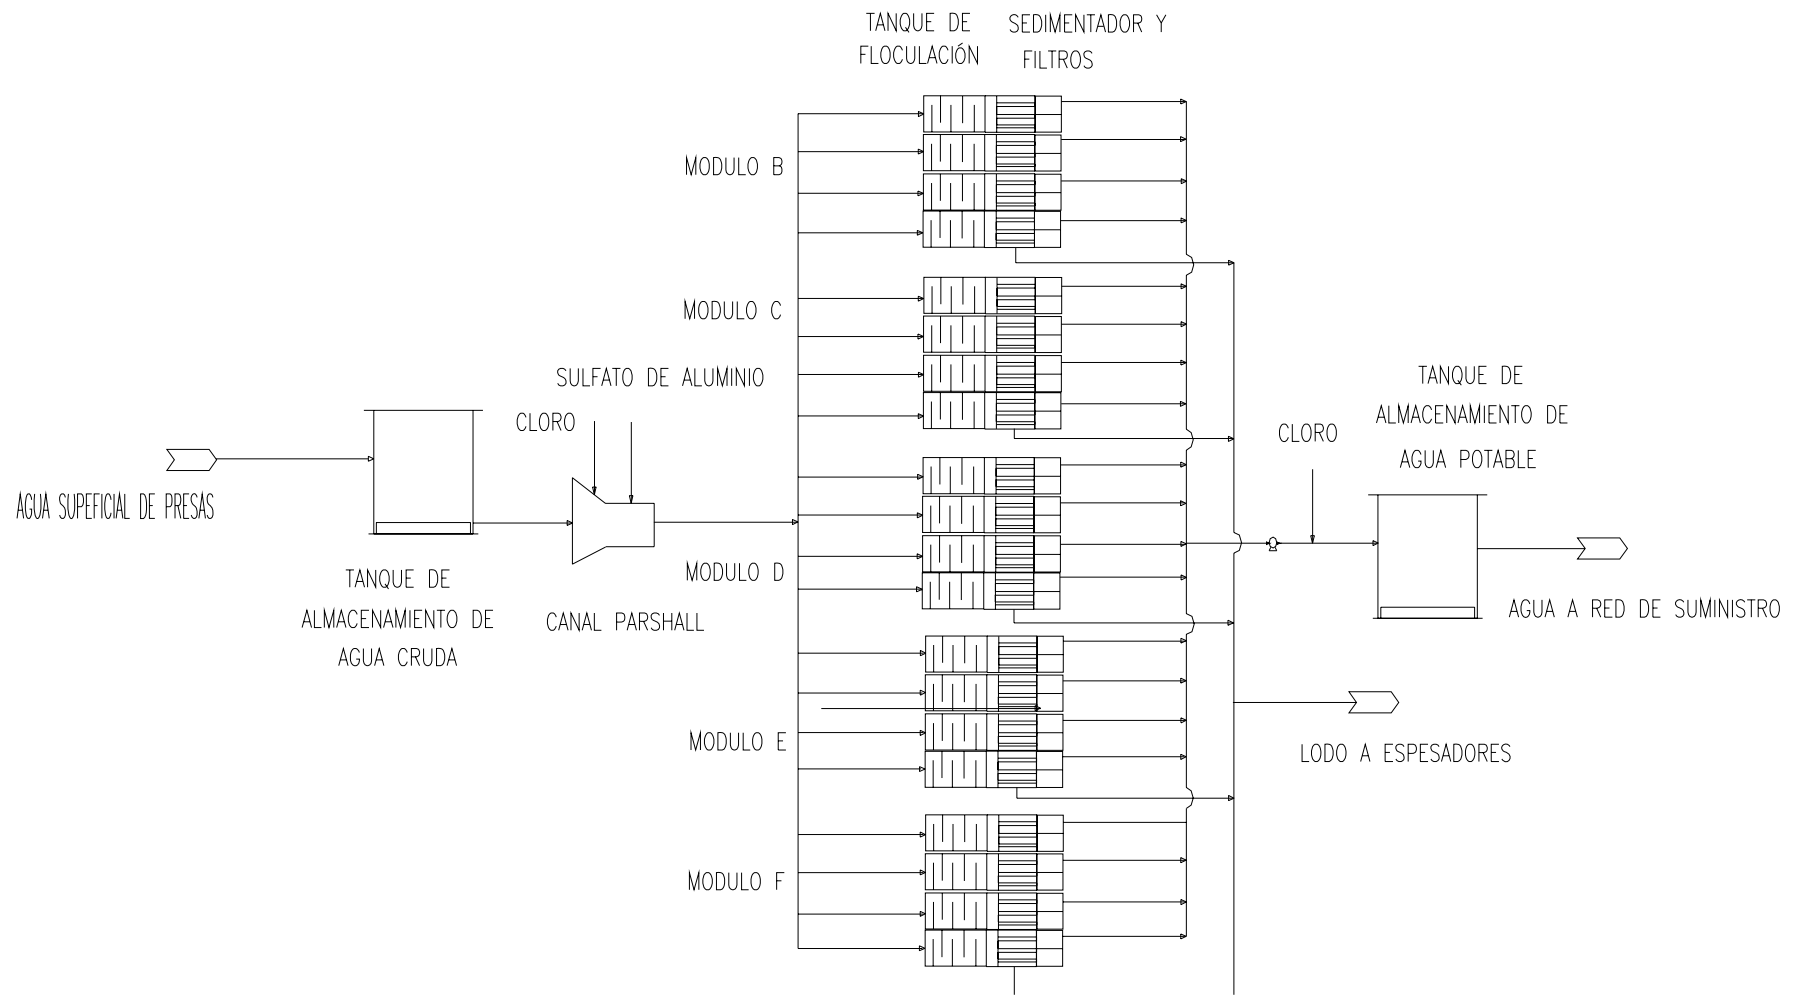 TANQUE DE
FLOCULACIÓN
SEDIMENTADOR Y
FILTROS
MODULO B
MODULO C
SULFATO DE ALUMINIO
CLORO
AGUA SUPEFICIAL DE PRESAS
TANQUE DE
ALMACENAMIENTO DE
AGUA CRUDA
CANAL PARSHALL
MODULO D
MODULO E
MODULO F
CLORO
TANQUE DE
ALMACENAMIENTO DE
AGUA POTABLE
AGUA A RED DE SUMINISTRO
LODO A ESPESADORES